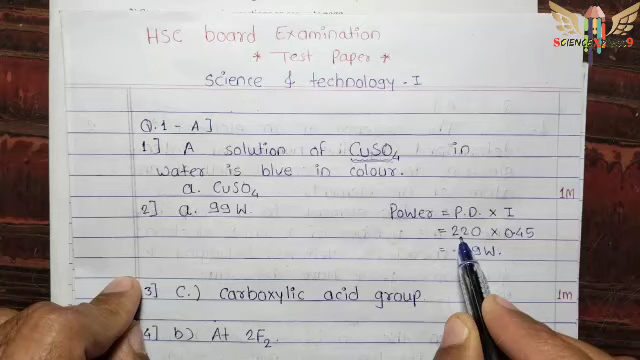 HSC board Examination
* Test Paper *
Science & technology - I
Q.1 - A]
1] A solution of CuSO4 in
water is blue in colour.
a. CuSO4
1M
2] a. 99 W.
Power = P.D. × I
= 220 × 0.45
3] c.) carboxylic acid group
1M
4] b) At 2F2